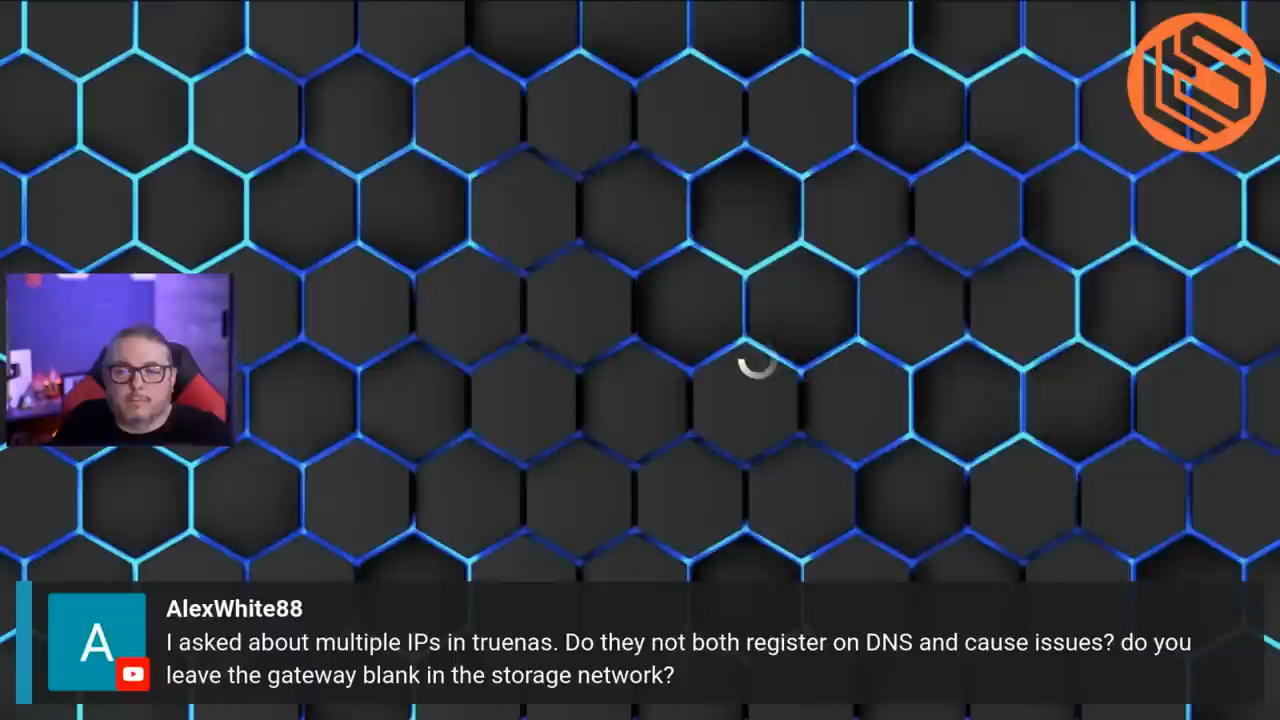 AlexWhite88
A
I asked about multiple IPs in truenas. Do they not both register on DNS and cause issues? do you
leave the gateway blank in the storage network?